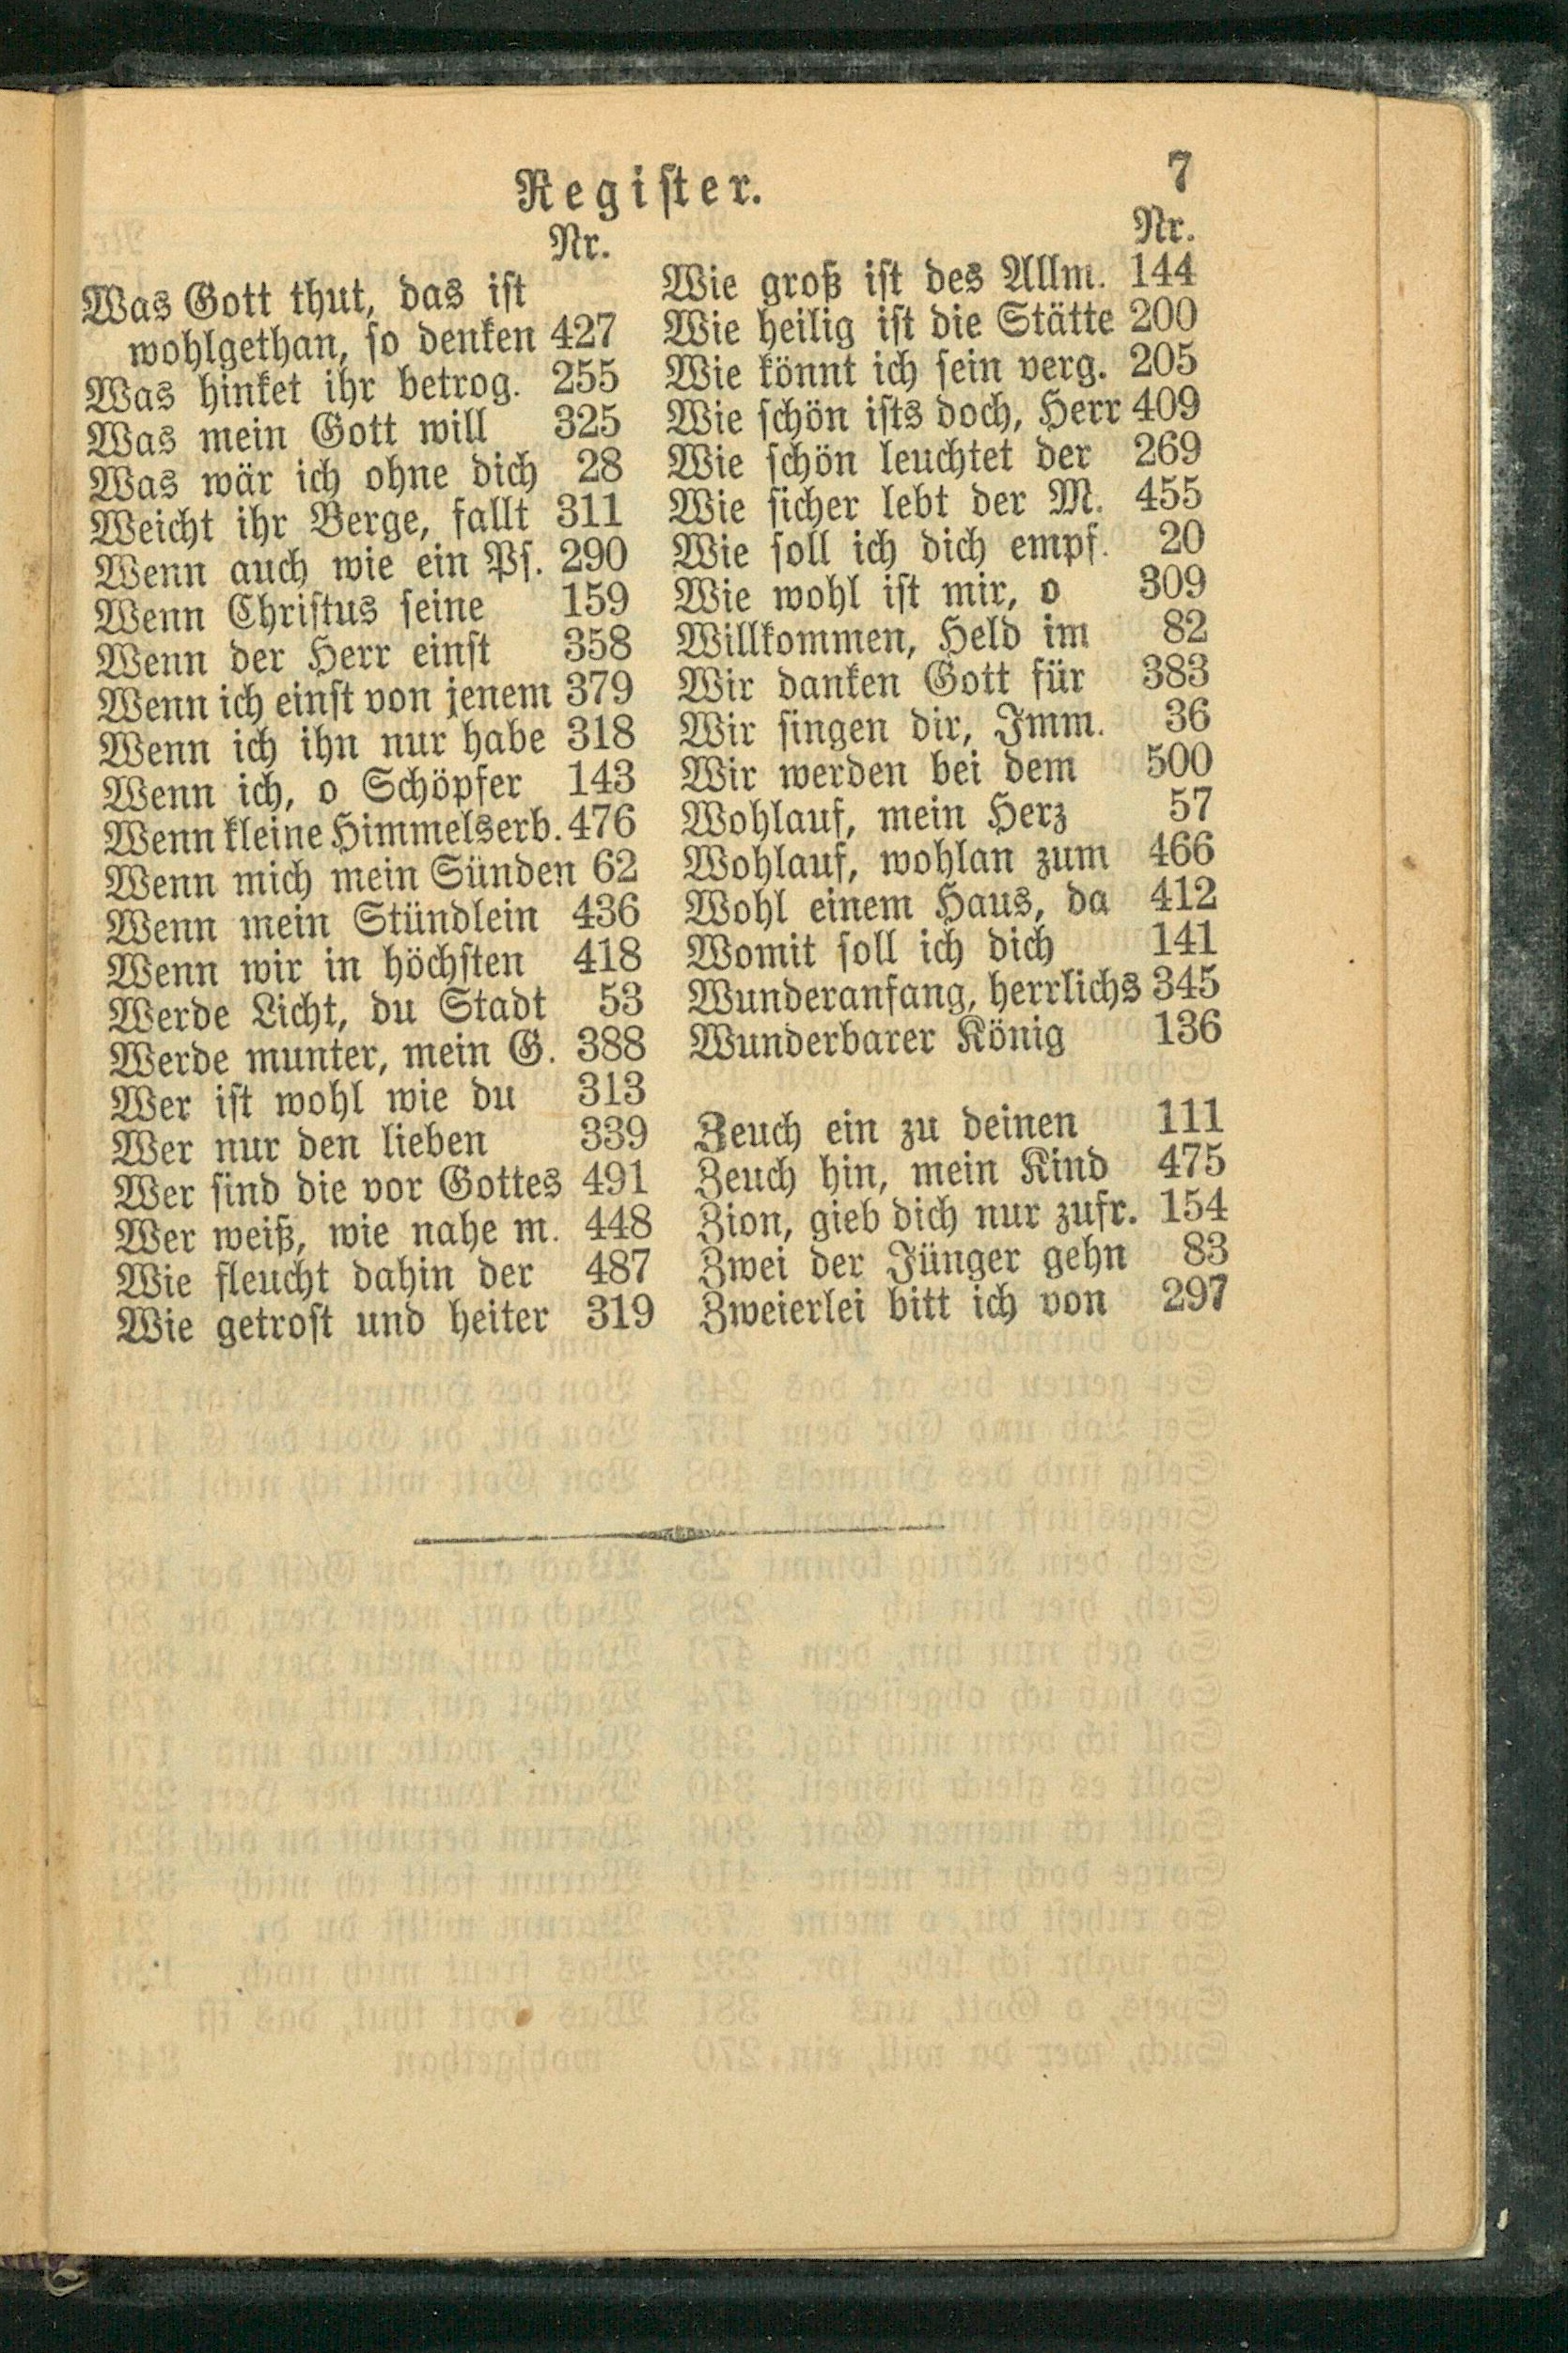 Register.
7
Nr.
Was Gott thut, das ist
wohlgethan, so denken 427
Was hinket ihr betrog. 255
Was mein Gott will 325
Was wär ich ohne dich 28
Weicht ihr Berge, fallt 311
Wenn auch wie ein Ps. 290
Wenn Christus seine 159
Wenn der Herr einst 358
Wenn ich einst von jenem 379
Wenn ich ihn nur habe 318
Wenn ich, o Schöpfer 143
Wenn kleine Himmelserb. 476
Wenn mich mein Sünden 62
Wenn mein Stündlein 436
Wenn wir in höchsten 418
Werde Licht, du Stadt 53
Werde munter, mein G. 388
Wer ist wohl wie du 313
Wer nur den lieben 339
Wer sind die vor Gottes 491
Wer weiß, wie nahe m. 448
Wie fleucht dahin der 487
Wie getrost und heiter 319
Nr.
Wie groß ist des Allm. 144
Wie heilig ist die Stätte 200
Wie könnt ich sein verg. 205
Wie schön ists doch, Herr 409
Wie schön leuchtet der 269
Wie sicher lebt der M. 455
Wie soll ich dich empf. 20
Wie wohl ist mir, o 309
Willkommen, Held im 82
Wir danken Gott für 383
Wir singen dir, Imm. 36
Wir werden bei dem 500
Wohlauf, mein Herz 57
Wohlauf, wohlan zum 466
Wohl einem Haus, da 412
Womit soll ich dich 141
Wunderanfang, herrlichs 345
Wunderbarer König 136
Zeuch ein zu deinen 111
Zeuch hin, mein Kind 475
Zion, gieb dich nur zufr. 154
Zwei der Jünger gehn 83
Zweierlei bitt ich von 297